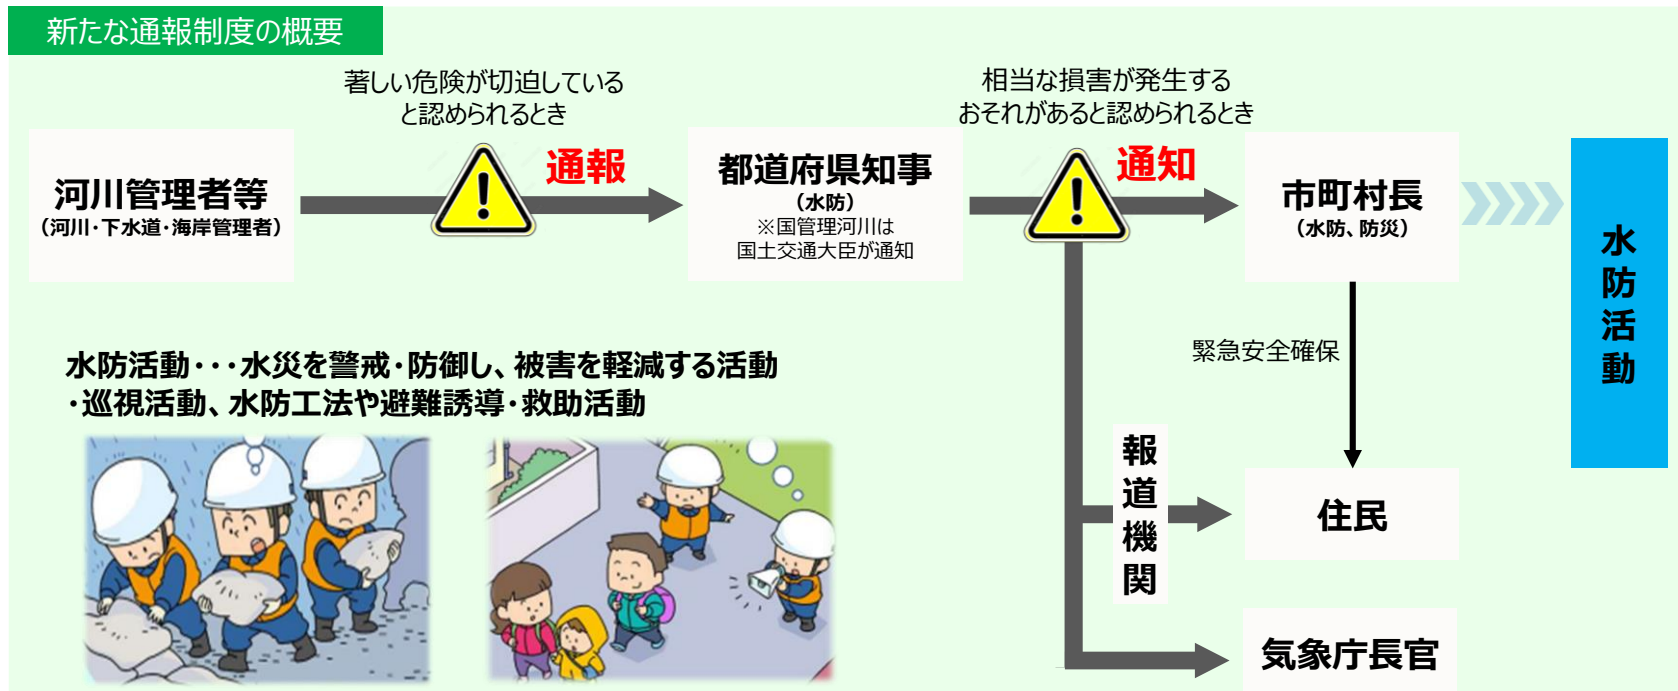 新たな通報制度の概要
著しい危険が切迫している
と認められるとき
相当な損害が発生する
おそれがあると認められるとき
河川管理者等
（河川・下水道・海岸管理者）
通報
都道府県知事
（水防）
※国管理河川は
国土交通大臣が通知
通知
市町村長
（水防、防災）
水防活動
緊急安全確保
水防活動・・・水災を警戒・防御し、被害を軽減する活動
・巡視活動、水防工法や避難誘導・救助活動
報道機関
住民
気象庁長官